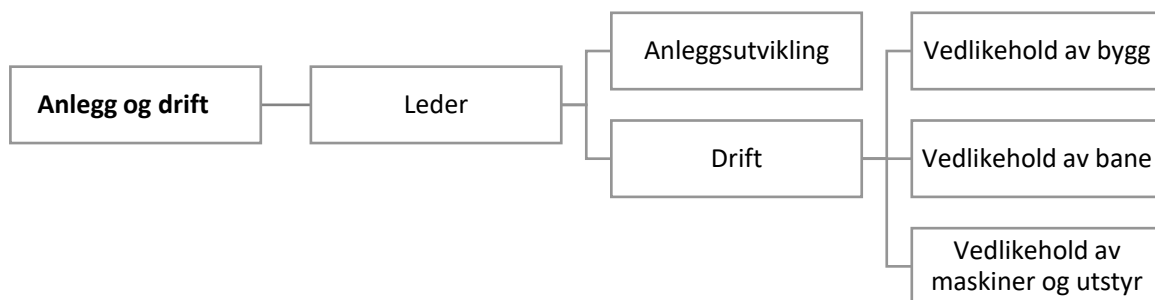 Anlegg og drift
Leder
Anleggsutvikling
Drift
Vedlikehold av bygg
Vedlikehold av bane
Vedlikehold av
maskiner og utstyr